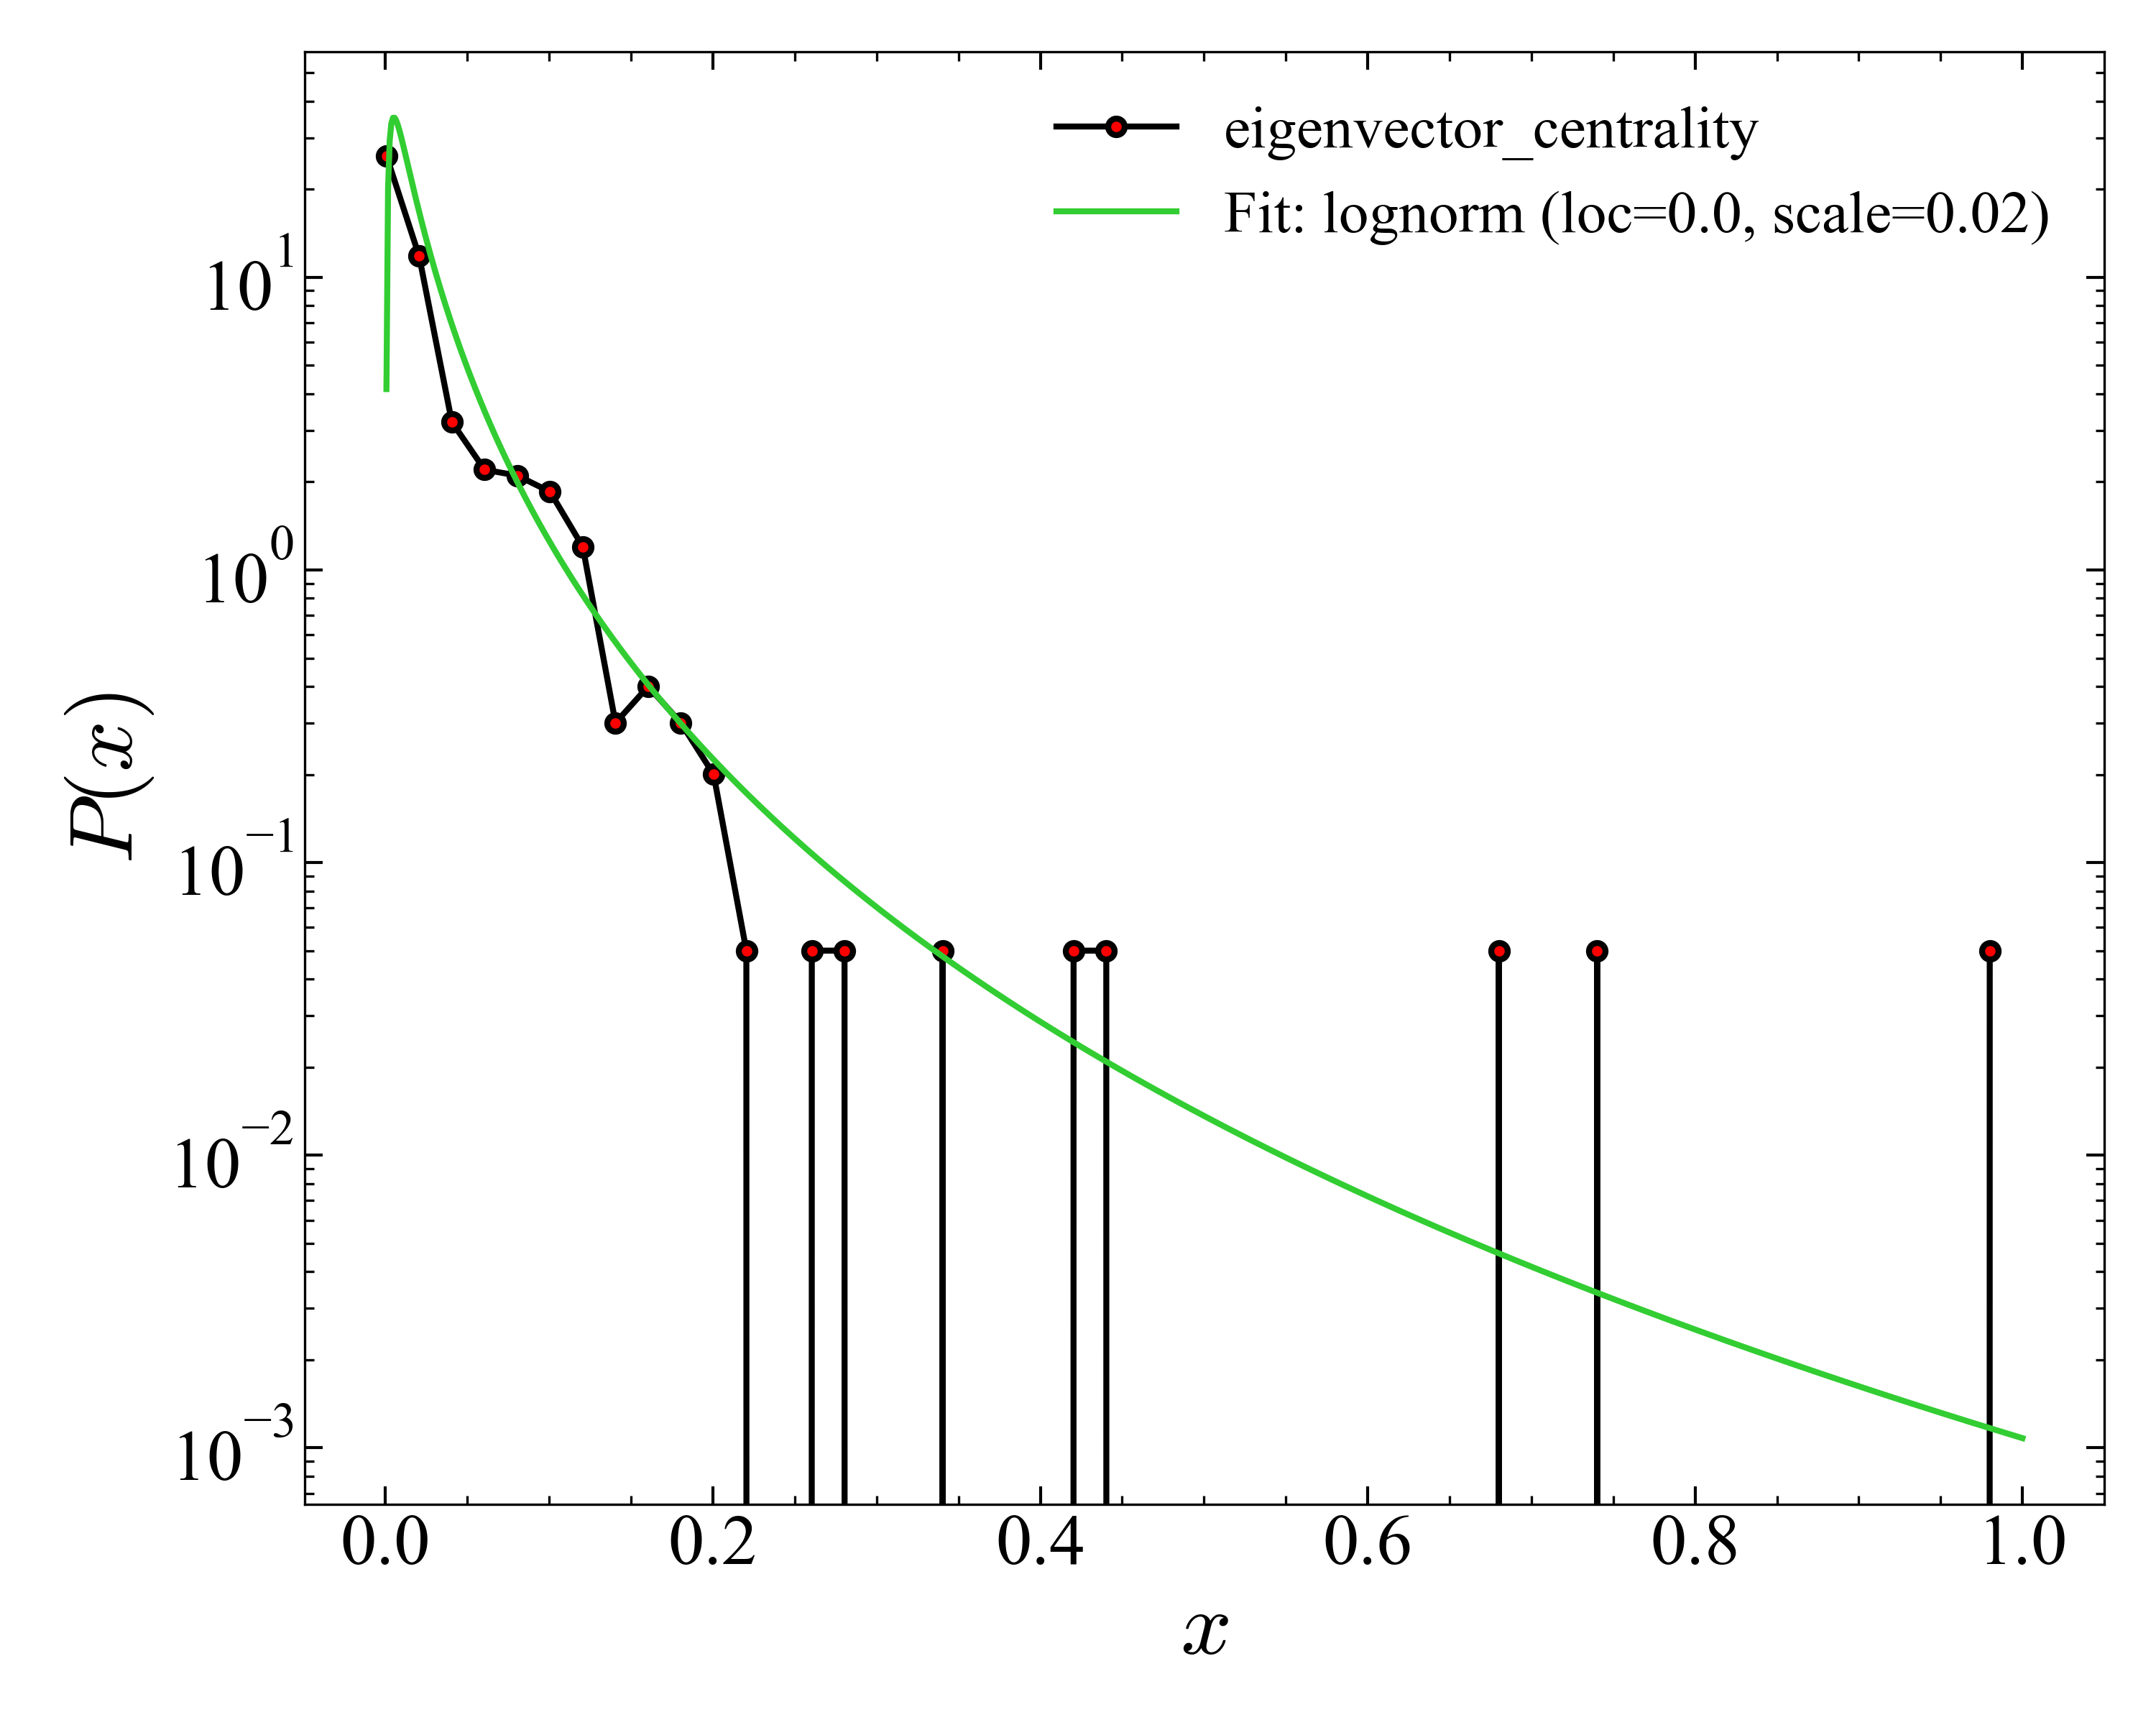 eigenvector_centrality
Fit: lognorm (loc=0.0, scale=0.02)
P(x)
10^1
10^0
10^−1
10^−2
10^−3
0.0 0.2 0.4 0.6 0.8 1.0
x